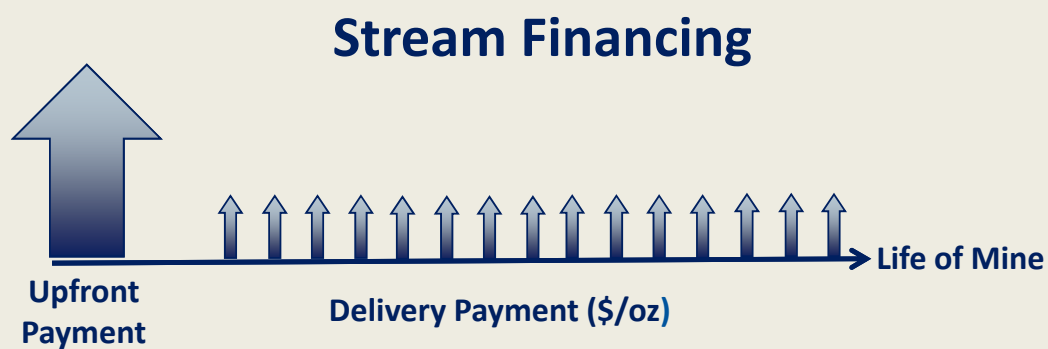 Stream Financing
Life of Mine
Upfront
Payment
Delivery Payment ($/oz)